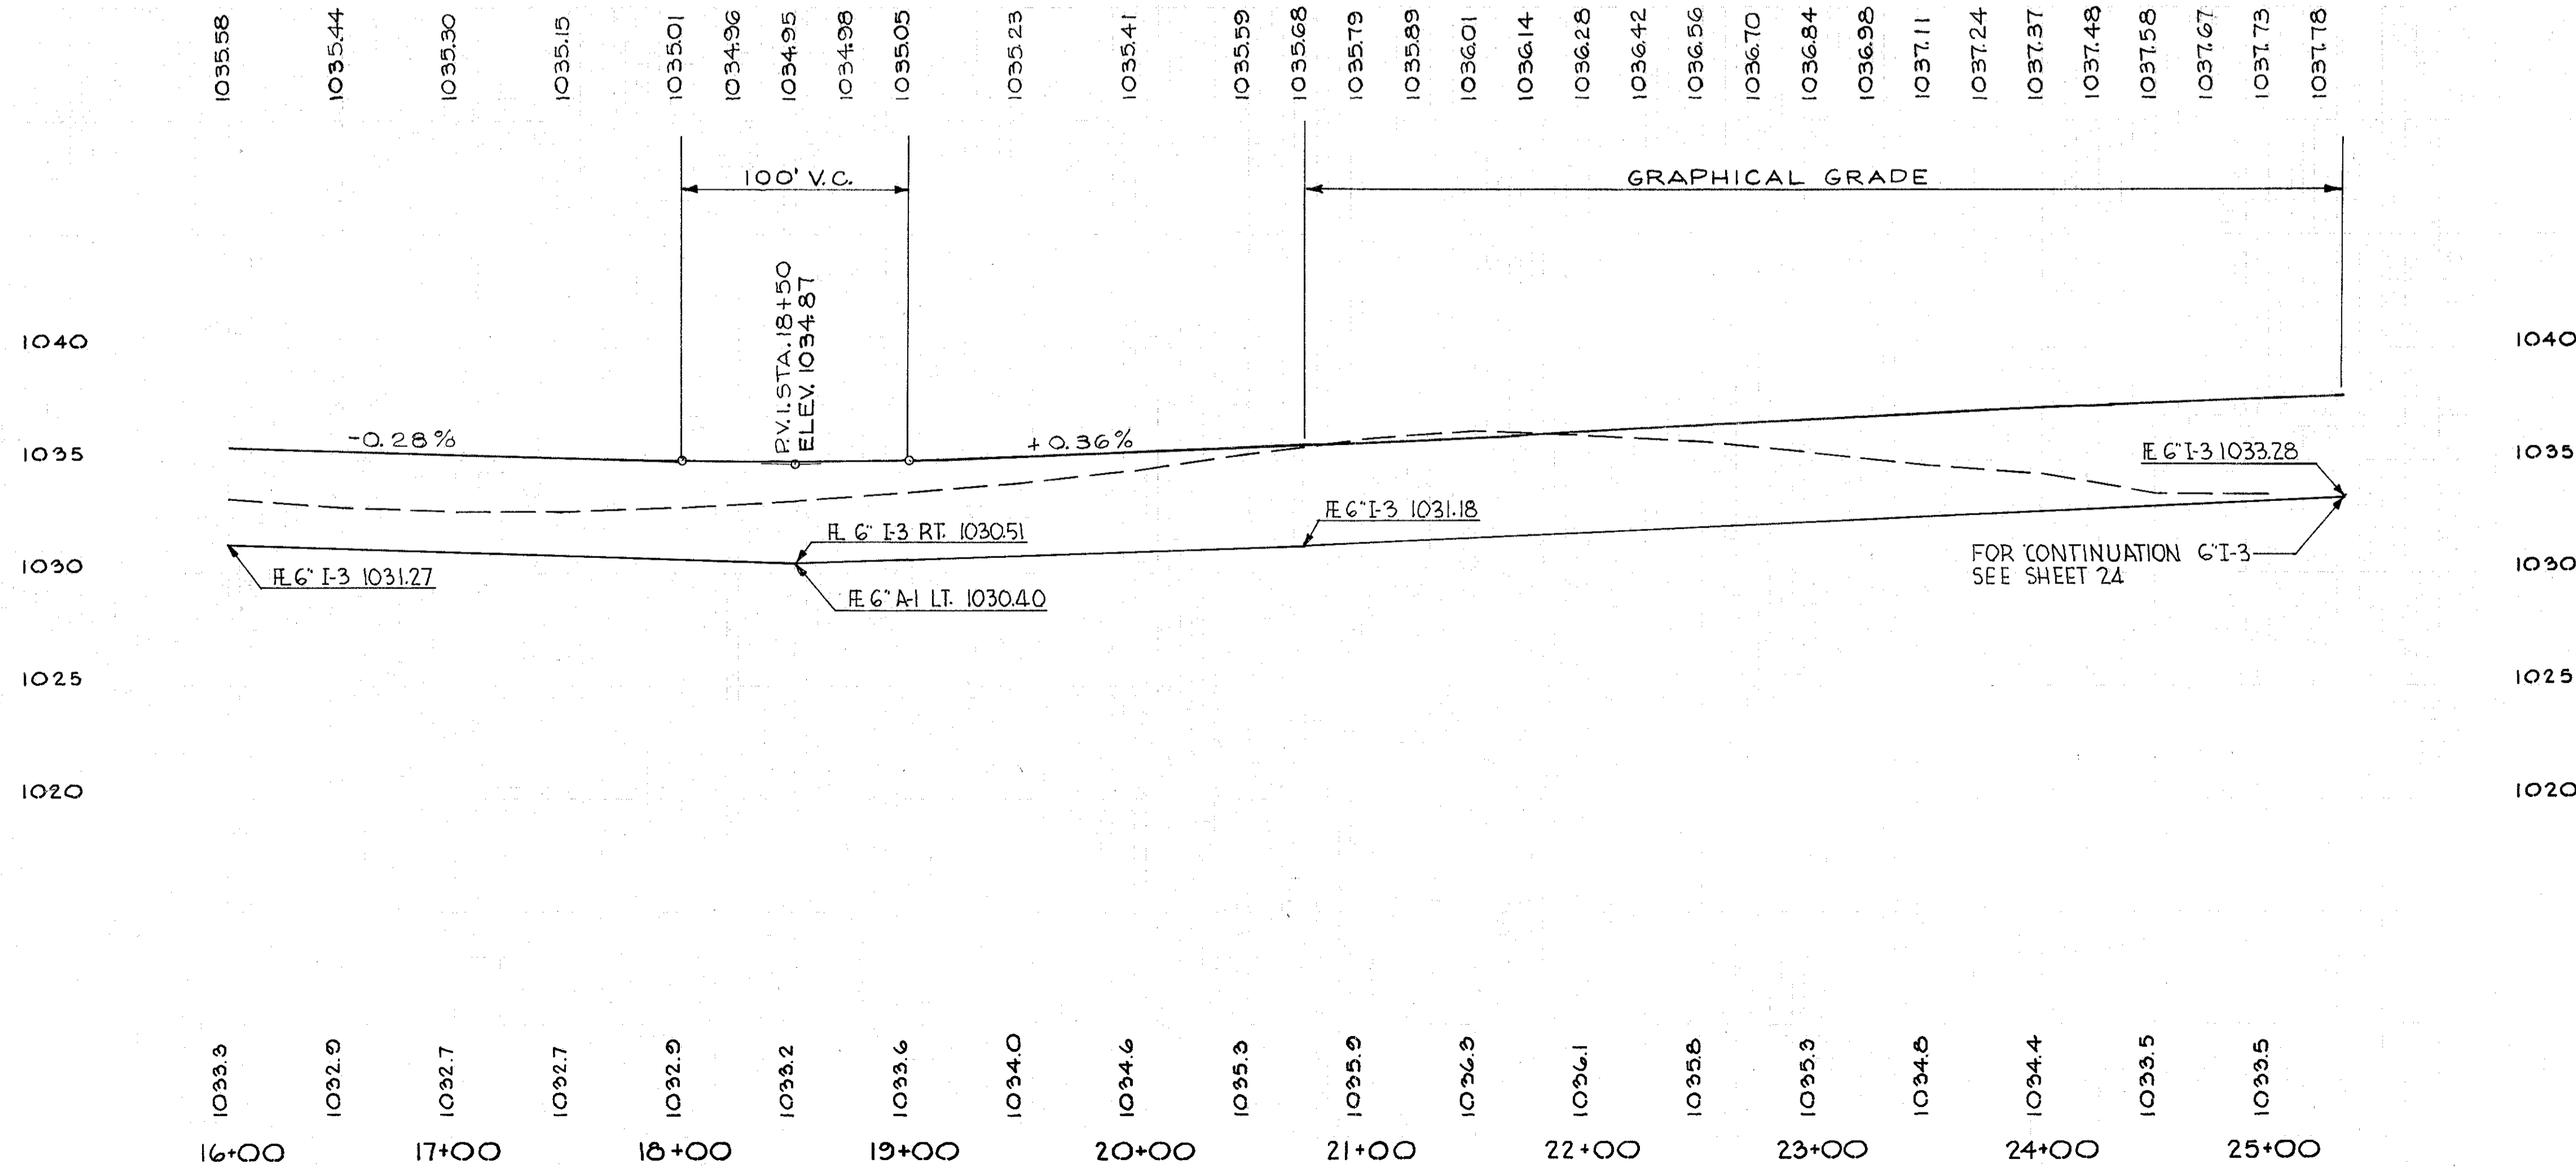 1035.58 1035.44 1035.30 1035.15 1035.01 1034.96 1034.95 1034.98 1035.05 1035.23 1035.41 1035.59 1035.68 1035.79 1035.89 1036.01 1036.14 1036.28 1036.42 1036.56 1036.70 1036.84 1036.98 1037.11 1037.24 1037.37 1037.48 1037.58 1037.67 1037.73 1037.78
100' V.C.
GRAPHICAL GRADE
P.V.I. STA. 18+50
ELEV. 1034.87
1040 1040
-0.28% +0.36%
1035 1035
FL 6" I-3 1033.28
FL 6" I-3 1031.18
FL 6" I-3 RT. 1030.51
1030 1030
FOR CONTINUATION 6" I-3
SEE SHEET 24
FL 6" I-3 1031.27
FL 6" A-1 LT. 1030.40
1025 1025
1020 1020
1033.3 1032.9 1032.7 1032.7 1032.9 1033.2 1033.6 1034.0 1034.6 1035.3 1035.9 1036.3 1036.1 1035.8 1035.3 1034.8 1034.4 1033.5 1033.5
16+00 17+00 18+00 19+00 20+00 21+00 22+00 23+00 24+00 25+00